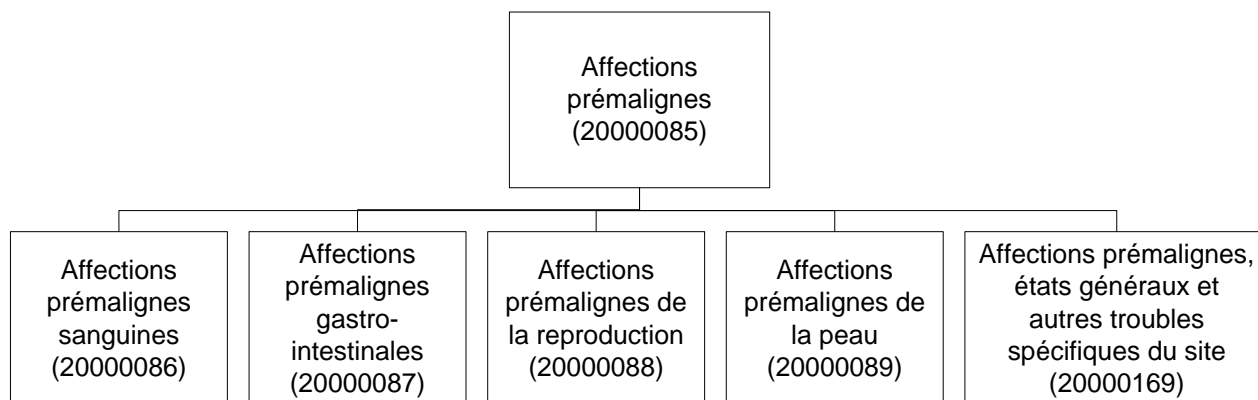 Affections
prémalignes
(20000085)
Affections
prémalignes
sanguines
(20000086)
Affections
prémalignes
gastro-
intestinales
(20000087)
Affections
prémalignes de
la reproduction
(20000088)
Affections
prémalignes de
la peau
(20000089)
Affections prémalignes,
états généraux et
autres troubles
spécifiques du site
(20000169)